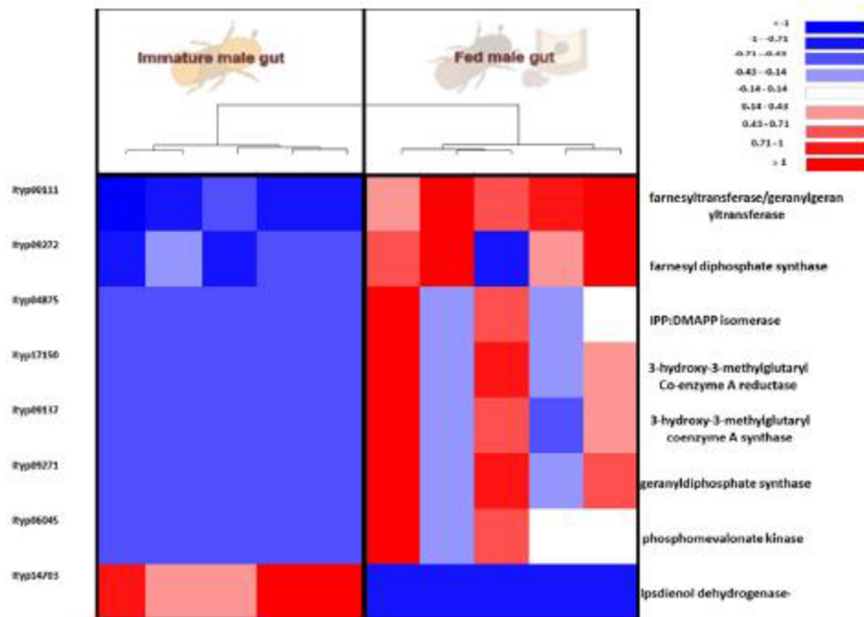 Immature male gut
Fed male gut
< -1
-1 - -0.71
-0.71 - -0.43
-0.43 - -0.14
-0.14 - 0.14
0.14 - 0.43
0.43 - 0.71
0.71 - 1
> 1
farnesyltransferase/geranylgeran
yltransferase
Ityp09272
farnesyl diphosphate synthase
Ityp04875
IPP:DMAPP isomerase
Ityp17150
3-hydroxy-3-methylglutaryl
Co-enzyme A reductase
Ityp09137
3-hydroxy-3-methylglutaryl
coenzyme A synthase
Ityp09271
geranyldiphosphate synthase
Ityp06045
phosphomevalonate kinase
Ityp14703
Ipsdienol dehydrogenase-